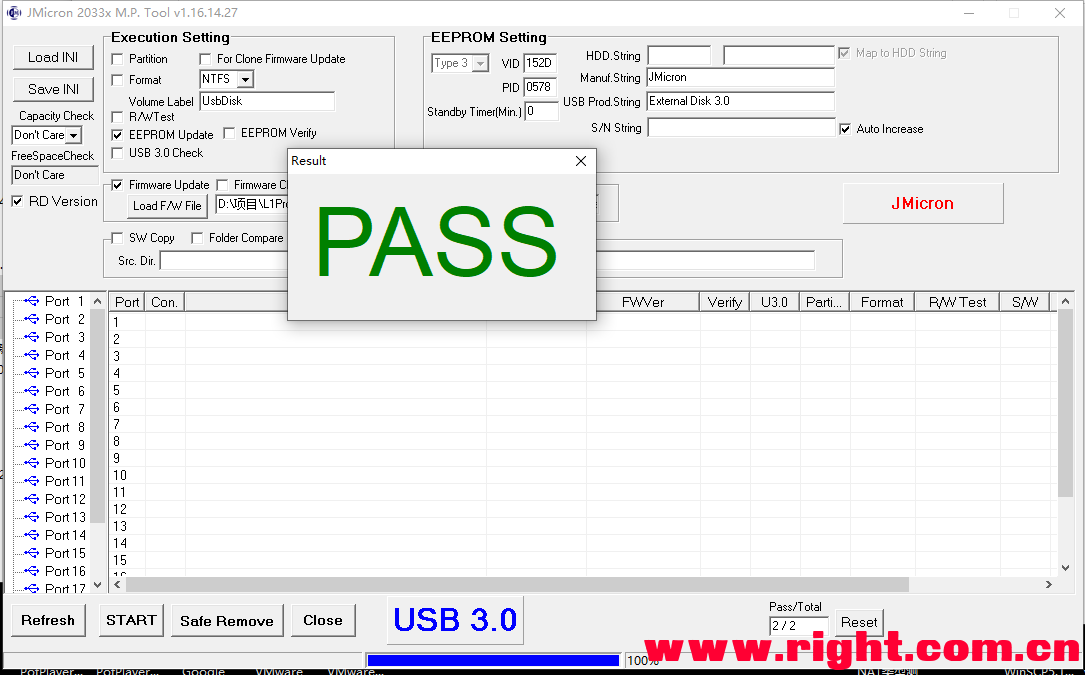 JMicron 2033x M.P. Tool v1.16.14.27
Load INI
Save INI
Capacity Check
Don't Care
FreeSpaceCheck
Don't Care
RD Version
Execution Setting
Partition
For Clone Firmware Update
Format
NTFS
Volume Label
UsbDisk
R/WTest
EEPROM Update
EEPROM Verify
USB 3.0 Check
EEPROM Setting
Type 3
VID
152D
PID
0578
Standby Timer(Min.)
0
HDD.String
Map to HDD String
Manuf.String
JMicron
USB Prod.String
External Disk 3.0
S/N String
Auto Increase
Firmware Update
Load F/W File
D:\项目\L1Pr
SW Copy
Folder Compare
Src. Dir.
JMicron
Result
PASS
Port 1
Port 2
Port 3
Port 4
Port 5
Port 6
Port 7
Port 8
Port 9
Port 10
Port 11
Port 12
Port 13
Port 14
Port 15
Port 16
Port 17
Port Con. FWVer Verify U3.0 Parti... Format R/W Test S/W
1
2
3
4
5
6
7
8
9
10
11
12
13
14
15
16
Refresh
START
Safe Remove
Close
USB 3.0
Pass/Total
2 / 2
Reset
100%
www.right.com.cn
PotPlayer... PotPlayer... Google VMware VMware...
WinSCP5.1...